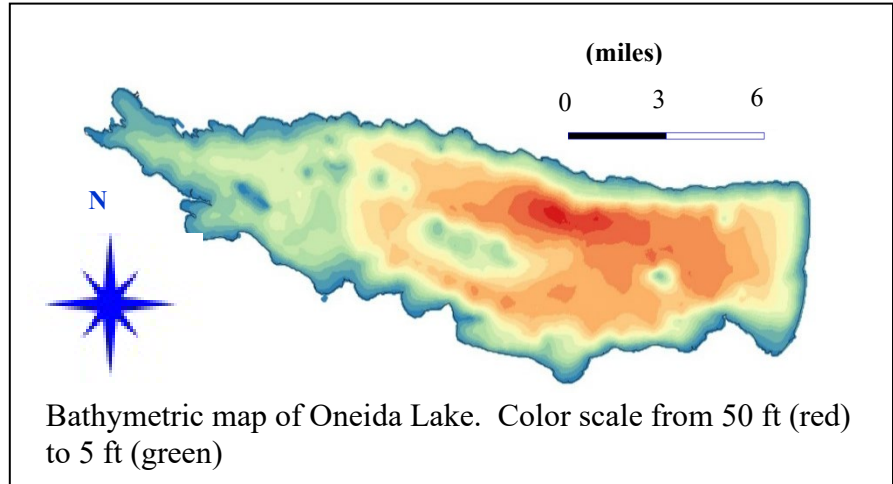 (miles)
0 3 6
N
Bathymetric map of Oneida Lake. Color scale from 50 ft (red)
to 5 ft (green)